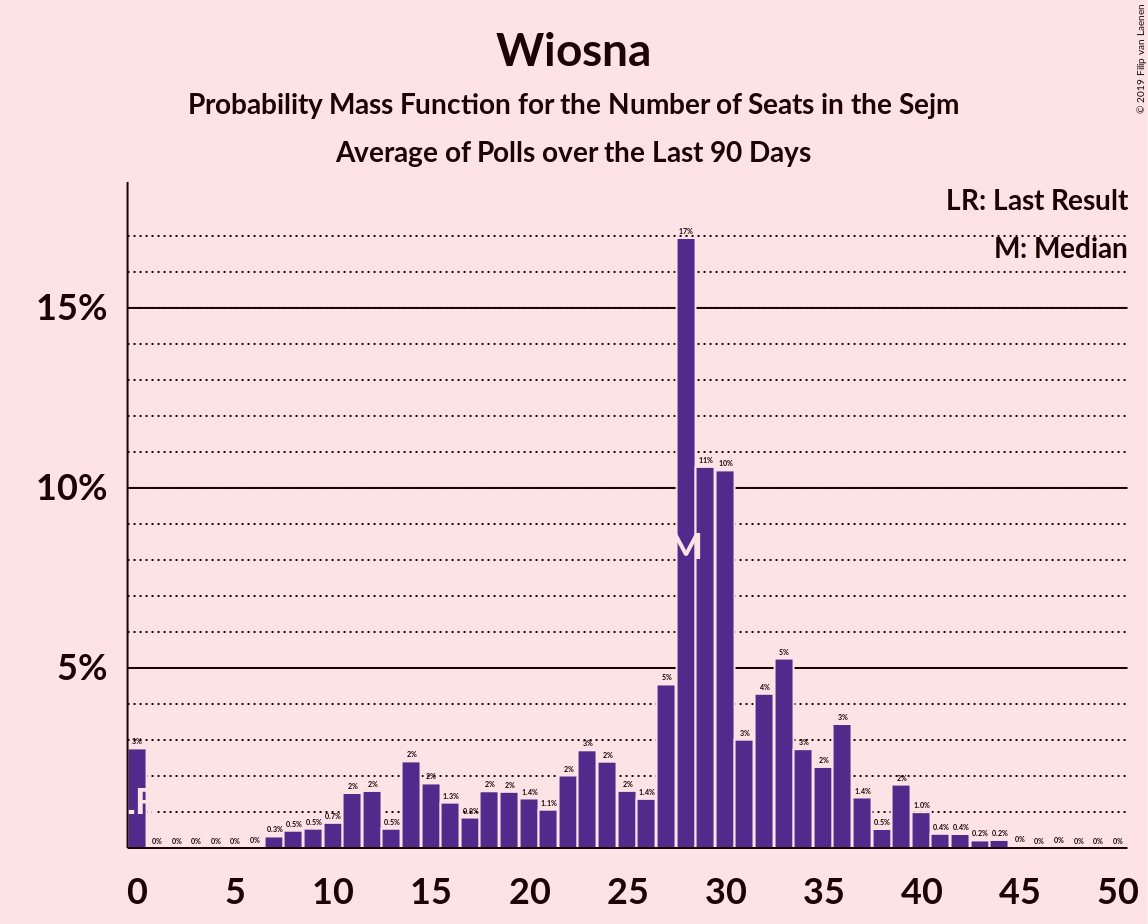 Wiosna
Probability Mass Function for the Number of Seats in the Sejm
Average of Polls over the Last 90 Days
© 2019 Filip van Laenen
LR: Last Result
M: Median
15%
10%
5%
3% 0% 0% 0% 0% 0% 0% 0.3% 0.5% 0.5% 0.7% 2% 2% 0.5% 2% 2% 1.3% 0.8% 2% 2% 1.4% 1.1% 2% 3% 2% 2% 1.4% 5% 17% 11% 10% 3% 4% 5% 3% 2% 3% 1.4% 0.5% 2% 1.0% 0.4% 0.4% 0.2% 0.2% 0% 0% 0% 0% 0% 0%
LR
M
0 5 10 15 20 25 30 35 40 45 50